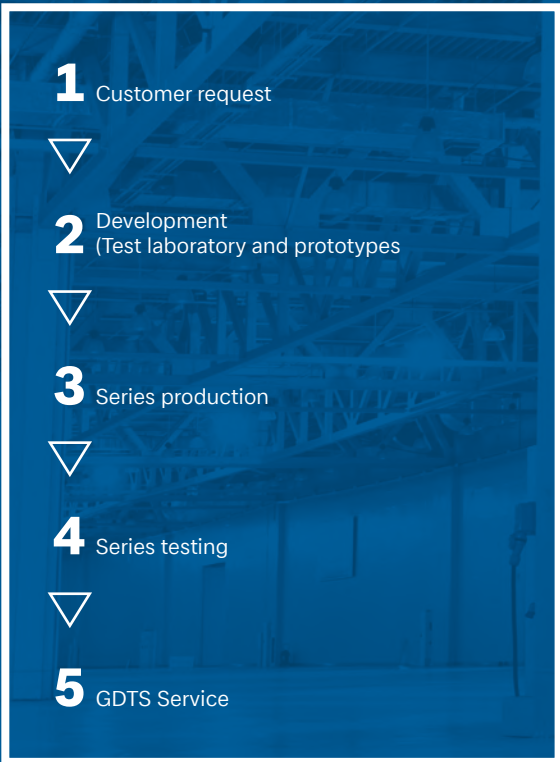 1 Customer request
2 Development
(Test laboratory and prototypes
3 Series production
4 Series testing
5 GDTS Service